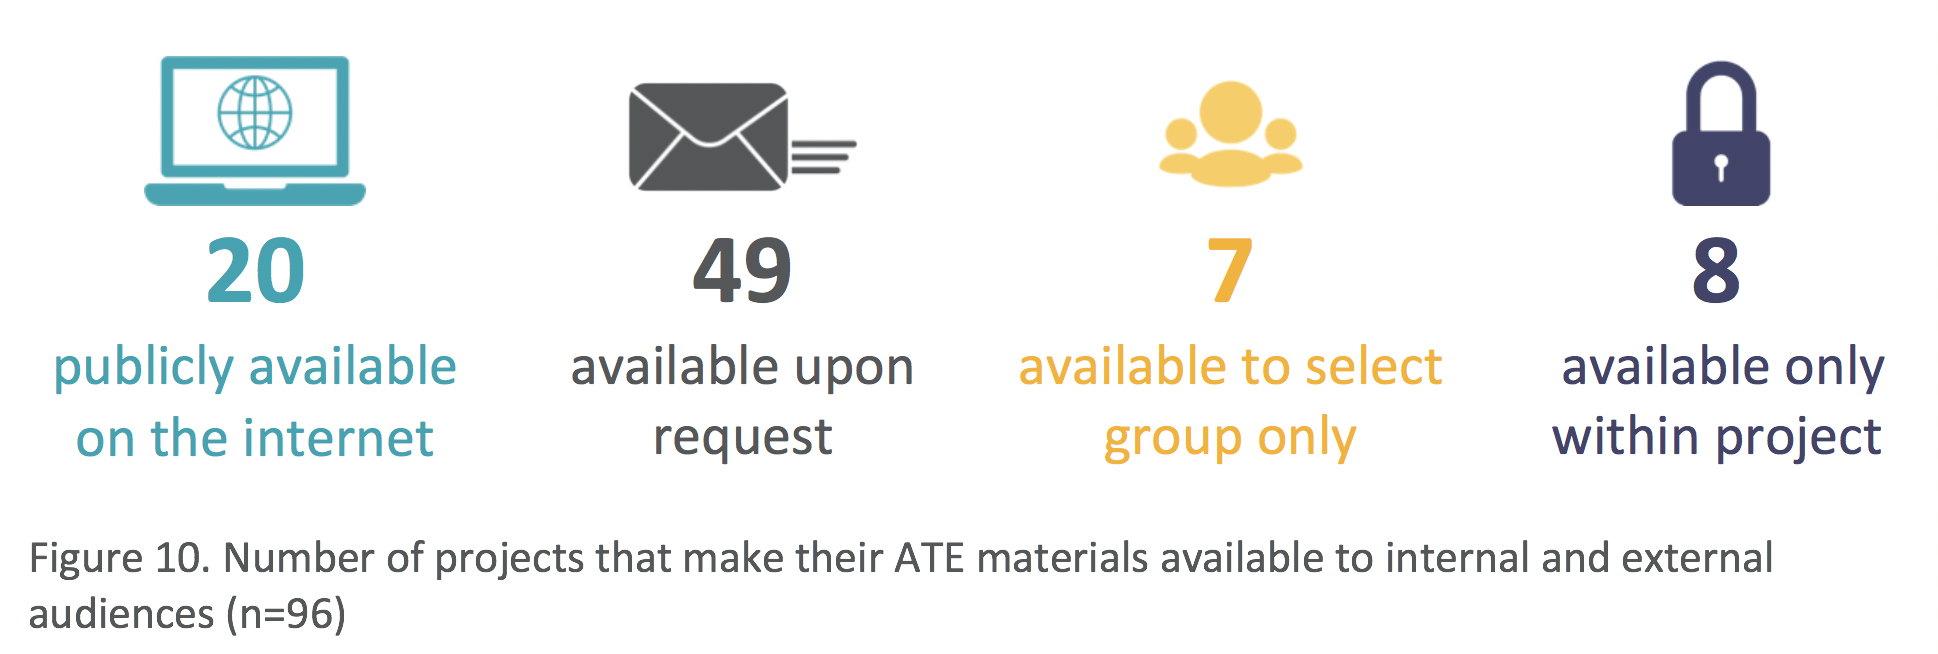 20
publicly available
on the internet
49
available upon
request
7
available to select
group only
8
available only
within project
Figure 10. Number of projects that make their ATE materials available to internal and external
audiences (n=96)